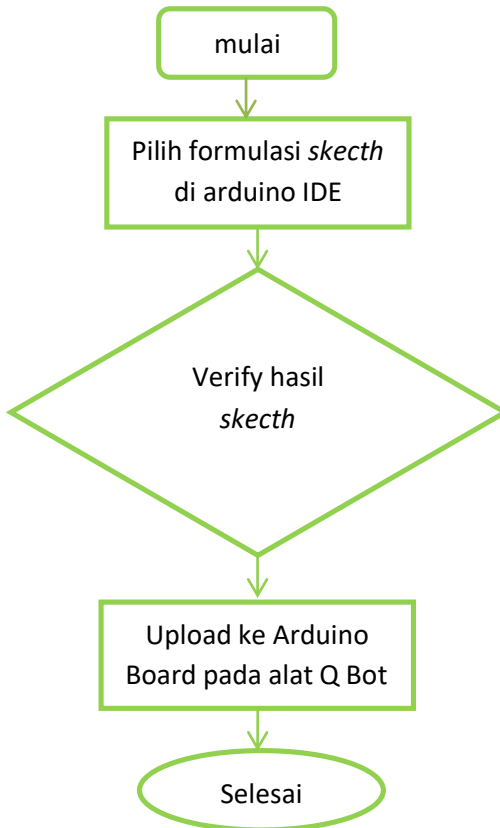 mulai
Pilih formulasi skecth
di arduino IDE
Verify hasil
skecth
Upload ke Arduino
Board pada alat Q Bot
Selesai